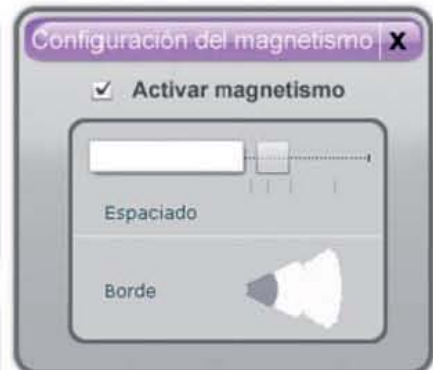 Configuración del magnetismo X
Activar magnetismo
Espaciado
Borde